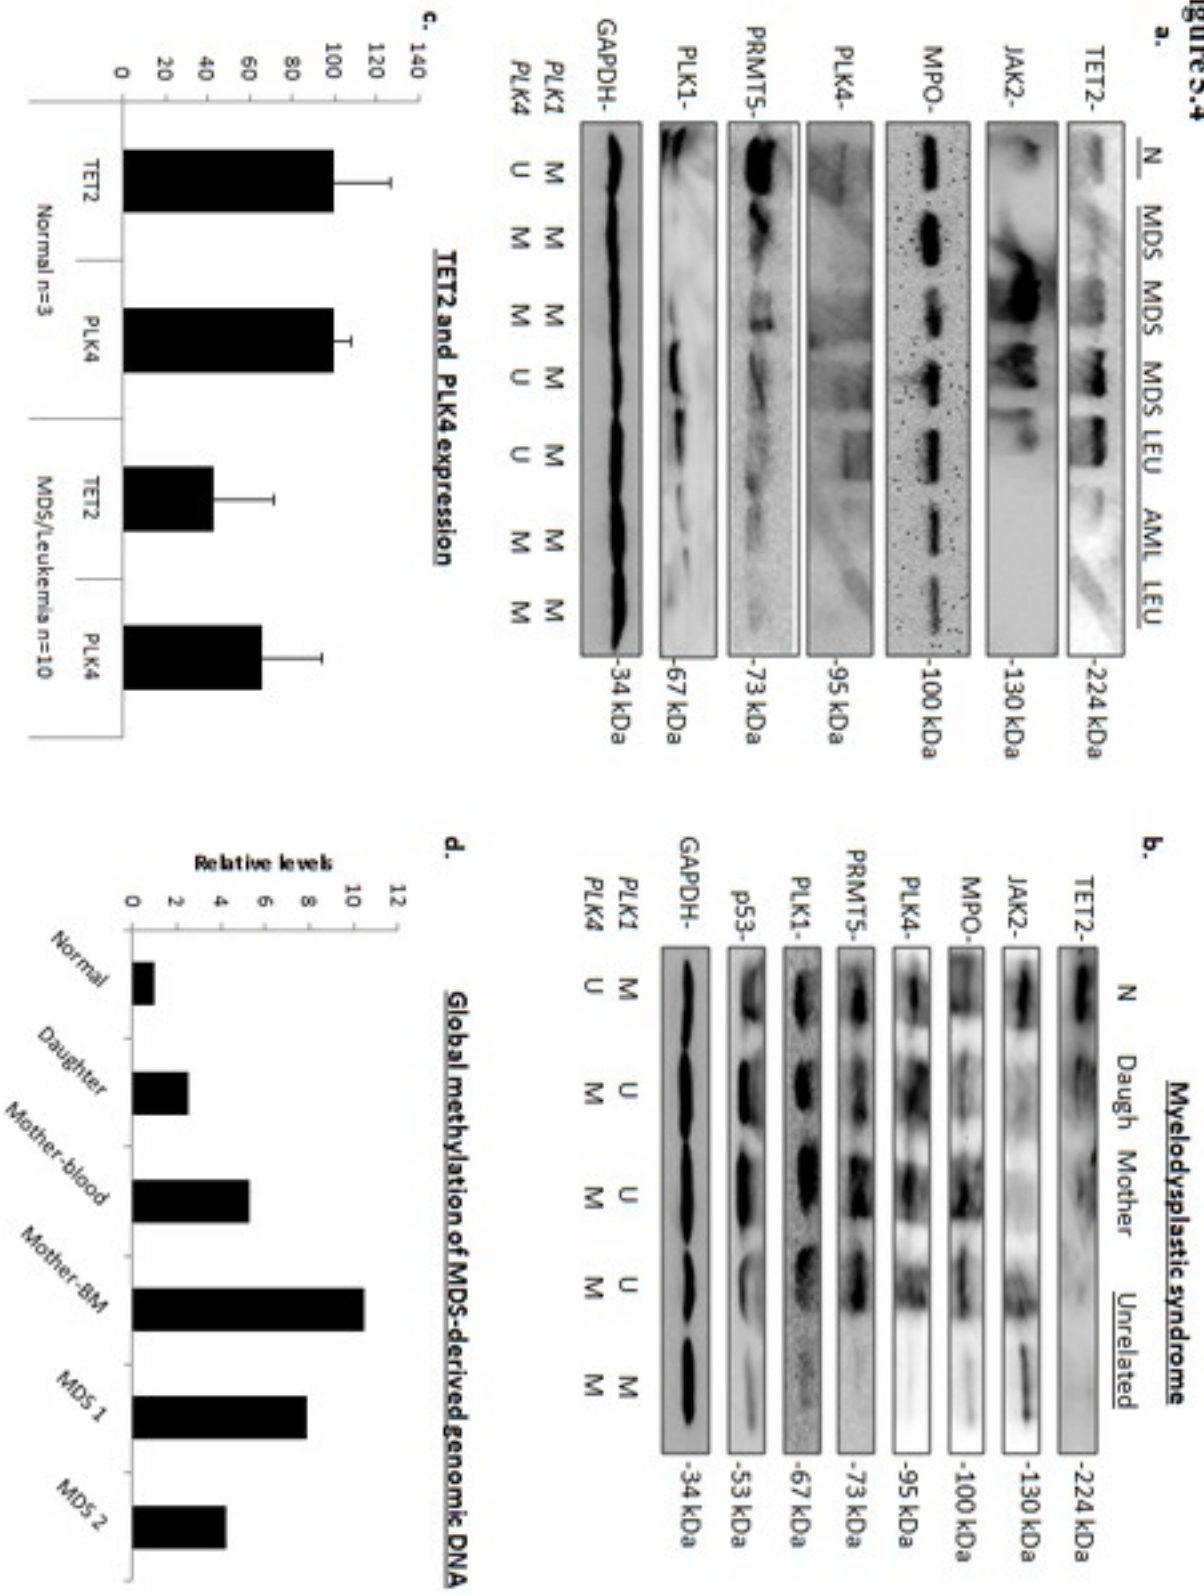 Figure 5.4
a.
N MDS MDS MDS LEU AML LEU
TET2- -224 kDa
JAK2- -130 kDa
MPO- -100 kDa
PLK4- -95 kDa
PRMT5- -73 kDa
PLK1- -67 kDa
GAPDH- -34 kDa
PLK1 M M M M M M M
PLK4 U M M U U M M
b.
Myelodysplastic syndrome
N Daugh Mother Unrelated
TET2- -224 kDa
JAK2- -130 kDa
MPO- -100 kDa
PLK4- -95 kDa
PRMT5- -73 kDa
PLK1- -67 kDa
p53- -53 kDa
GAPDH- -34 kDa
PLK1 M U U U M
PLK4 U M M M M
c.
TET2 and PLK4 expression
140
120
100
80
60
40
20
0
TET2 PLK4 TET2 PLK4
Normal n=3 MDS/Leukemia n=10
d.
Global methylation of MDS-derived genomic DNA
Relative levels
12
10
8
6
4
2
0
Normal Daughter Mother-blood Mother-BM MDS 1 MDS 2